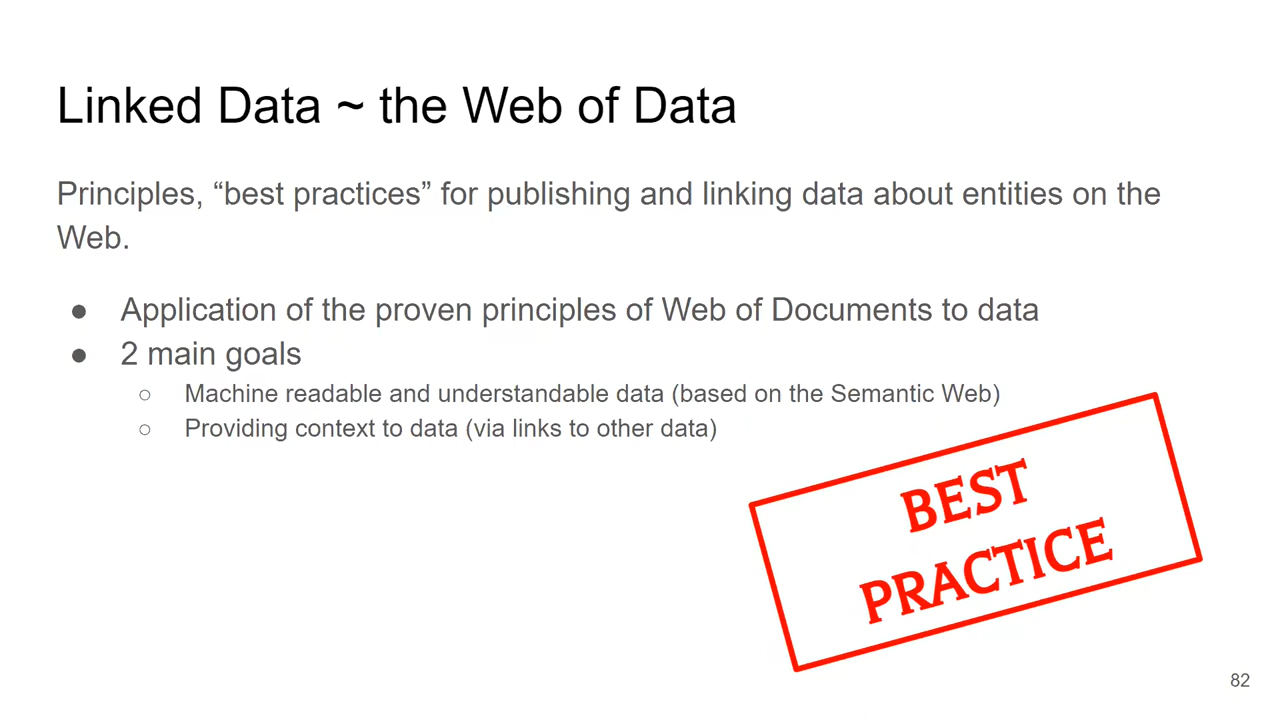 Linked Data ~ the Web of Data
Principles, “best practices” for publishing and linking data about entities on the
Web.
● Application of the proven principles of Web of Documents to data
● 2 main goals
○ Machine readable and understandable data (based on the Semantic Web)
○ Providing context to data (via links to other data)
BEST
PRACTICE
82